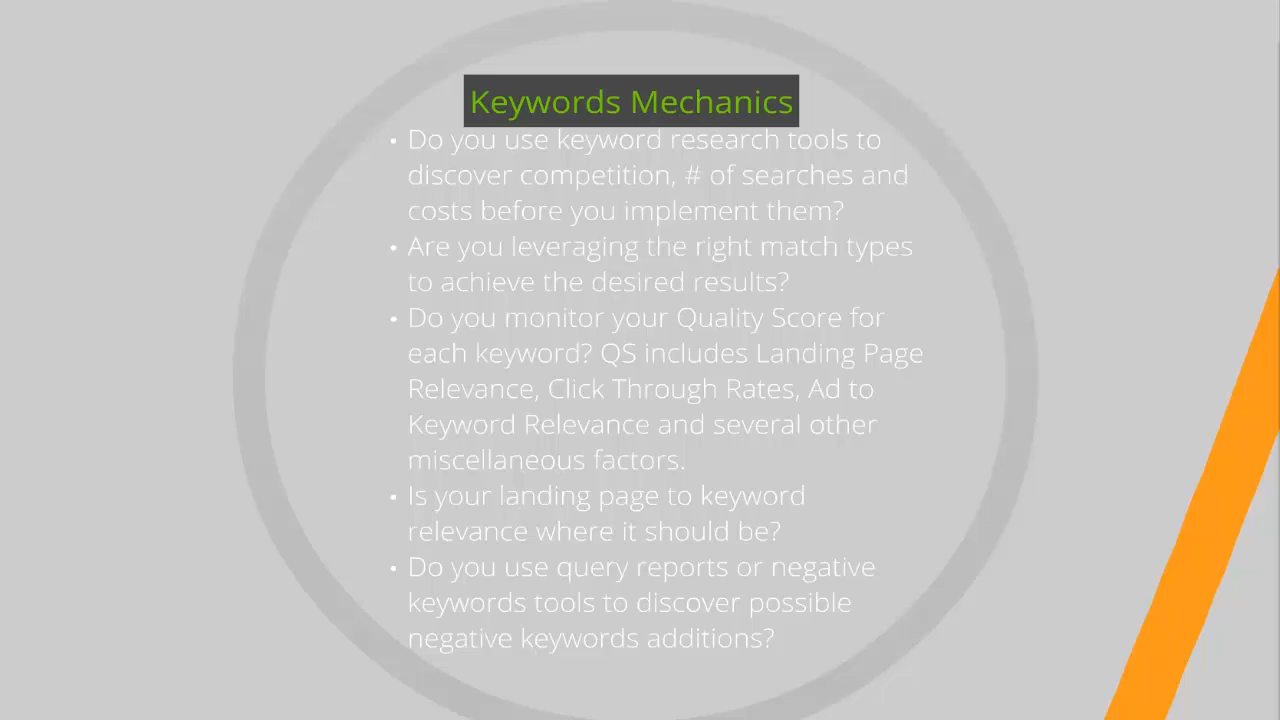 Keywords Mechanics
• Do you use keyword research tools to
discover competition, # of searches and
costs before you implement them?
• Are you leveraging the right match types
to achieve the desired results?
• Do you monitor your Quality Score for
each keyword? QS includes Landing Page
Relevance, Click Through Rates, Ad to
Keyword Relevance and several other
miscellaneous factors.
• Is your landing page to keyword
relevance where it should be?
• Do you use query reports or negative
keywords tools to discover possible
negative keywords additions?